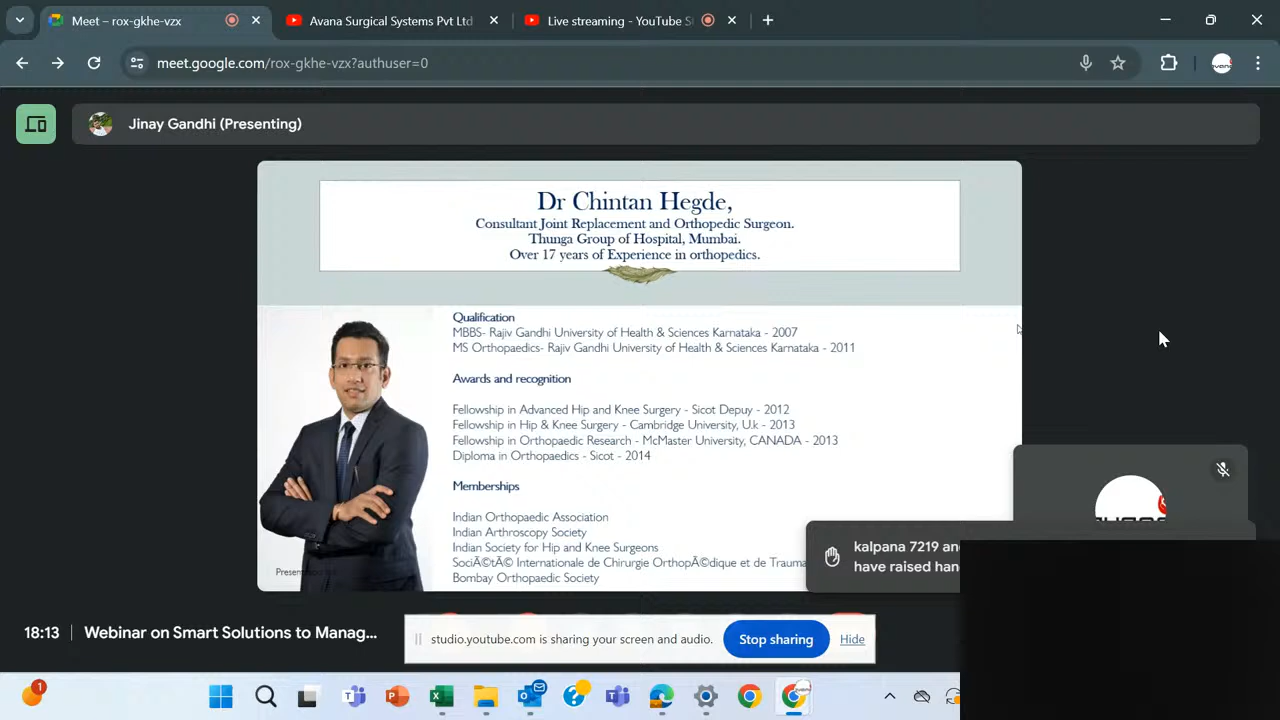 Meet – rox-gkhe-vzx
Avana Surgical Systems Pvt Ltd
Live streaming - YouTube S
meet.google.com/rox-gkhe-vzx?authuser=0
Jinay Gandhi (Presenting)
Dr Chintan Hegde,
Consultant Joint Replacement and Orthopedic Surgeon.
Thunga Group of Hospital, Mumbai.
Over 17 years of Experience in orthopedics.
Qualification
MBBS- Rajiv Gandhi University of Health & Sciences Karnataka - 2007
MS Orthopaedics- Rajiv Gandhi University of Health & Sciences Karnataka - 2011
Awards and recognition
Fellowship in Advanced Hip and Knee Surgery - Sicot Depuy - 2012
Fellowship in Hip & Knee Surgery - Cambridge University, U.k - 2013
Fellowship in Orthopaedic Research - McMaster University, CANADA - 2013
Diploma in Orthopaedics - Sicot - 2014
Memberships
Indian Orthopaedic Association
Indian Arthroscopy Society
Indian Society for Hip and Knee Surgeons
SociÃ©tÃ© Internationale de Chirurgie OrthopÃ©dique et de Trauma
Bombay Orthopaedic Society
kalpana 7219 an
have raised han
18:13
Webinar on Smart Solutions to Manag...
studio.youtube.com is sharing your screen and audio.
Stop sharing
Hide
1